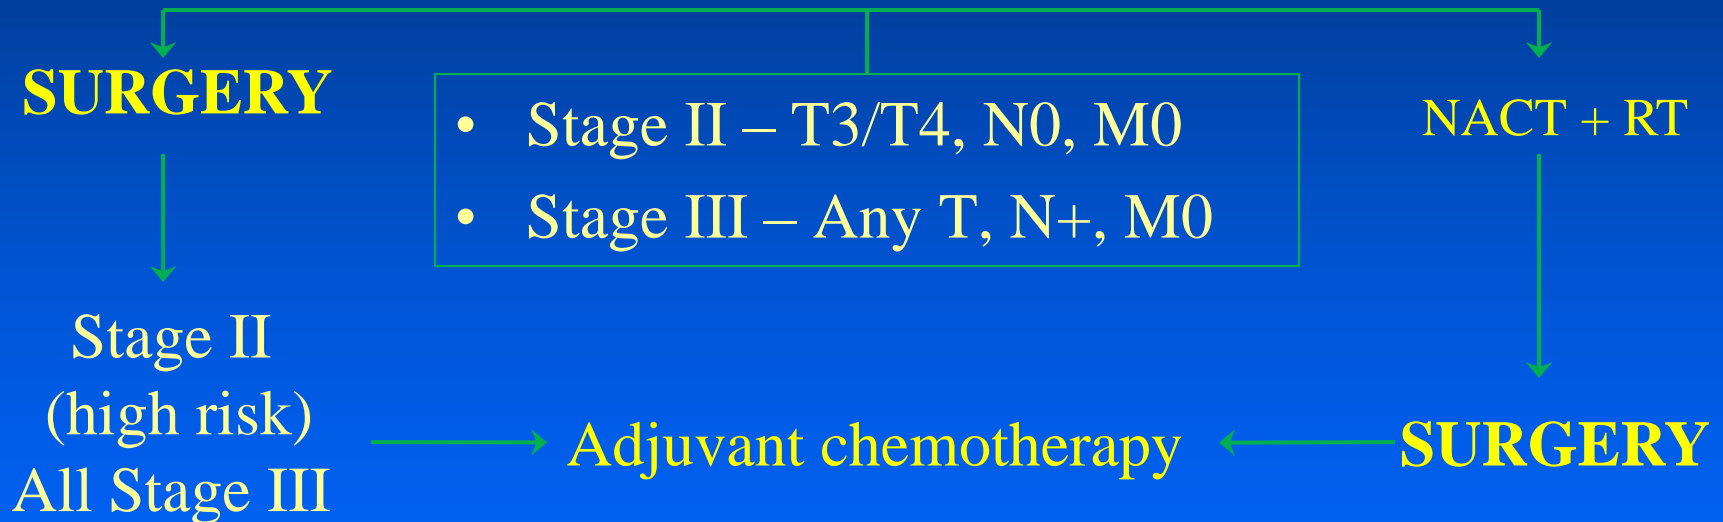 SURGERY
• Stage II – T3/T4, N0, M0
• Stage III – Any T, N+, M0
NACT + RT
Stage II
(high risk)
All Stage III
Adjuvant chemotherapy
SURGERY